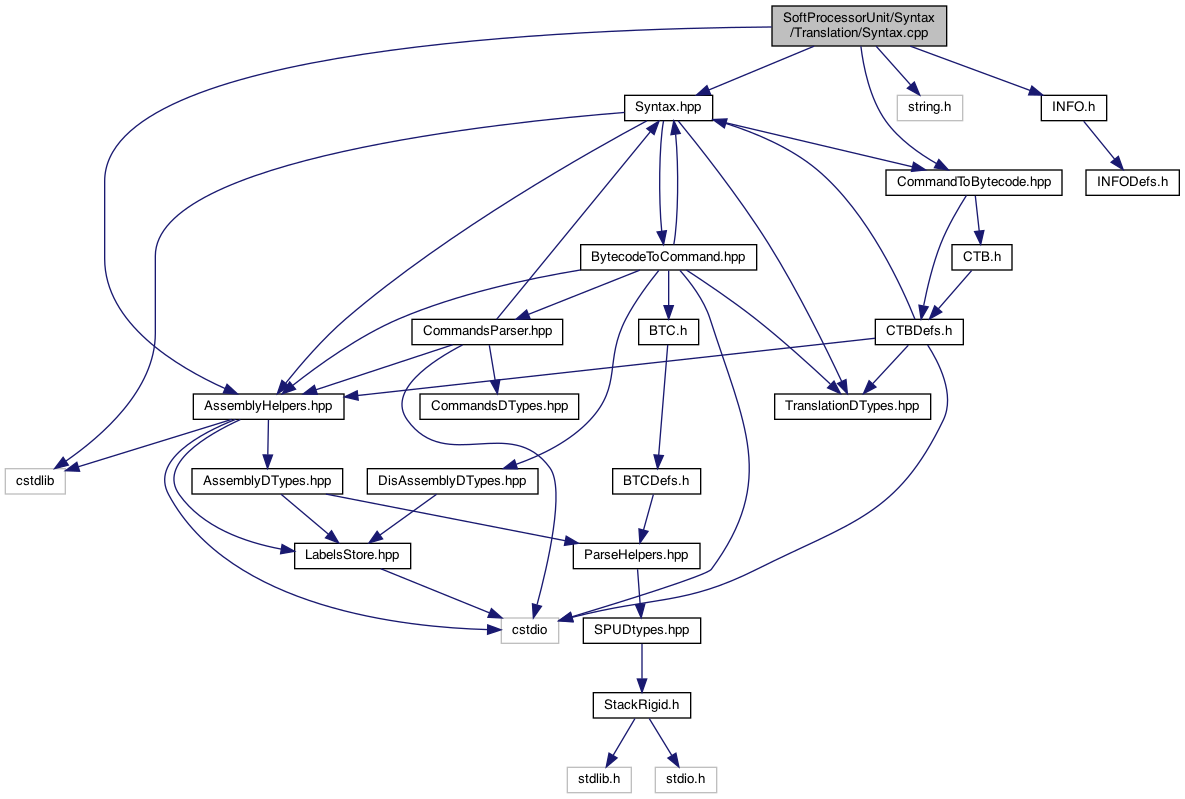 SoftProcessorUnit/Syntax
/Translation/Syntax.cpp
Syntax.hpp
string.h
INFO.h
CommandToBytecode.hpp
INFODefs.h
BytecodeToCommand.hpp
CTB.h
CommandsParser.hpp
BTC.h
CTBDefs.h
AssemblyHelpers.hpp
CommandsDTypes.hpp
TranslationDTypes.hpp
cstdlib
AssemblyDTypes.hpp
DisAssemblyDTypes.hpp
BTCDefs.h
LabelsStore.hpp
ParseHelpers.hpp
cstdio
SPUDtypes.hpp
StackRigid.h
stdlib.h
stdio.h